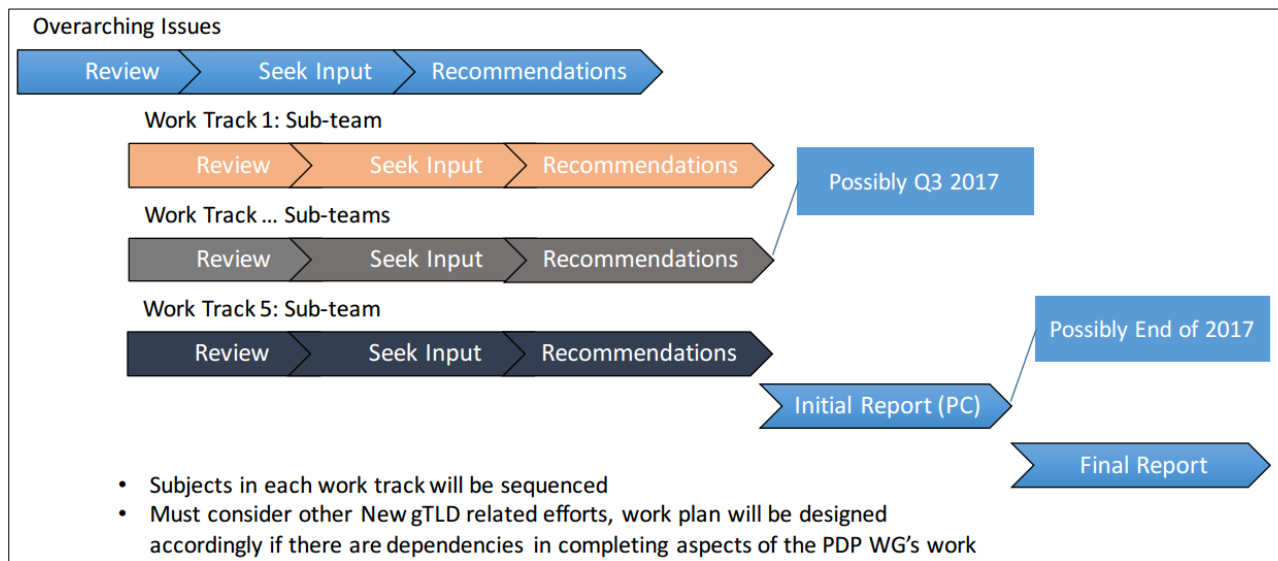 Overarching Issues
Review Seek Input Recommendations
Work Track 1: Sub-team
Review Seek Input Recommendations
Possibly Q3 2017
Work Track ... Sub-teams
Review Seek Input Recommendations
Work Track 5: Sub-team
Review Seek Input Recommendations
Possibly End of 2017
Initial Report (PC)
Final Report
• Subjects in each work track will be sequenced
• Must consider other New gTLD related efforts, work plan will be designed
accordingly if there are dependencies in completing aspects of the PDP WG's work